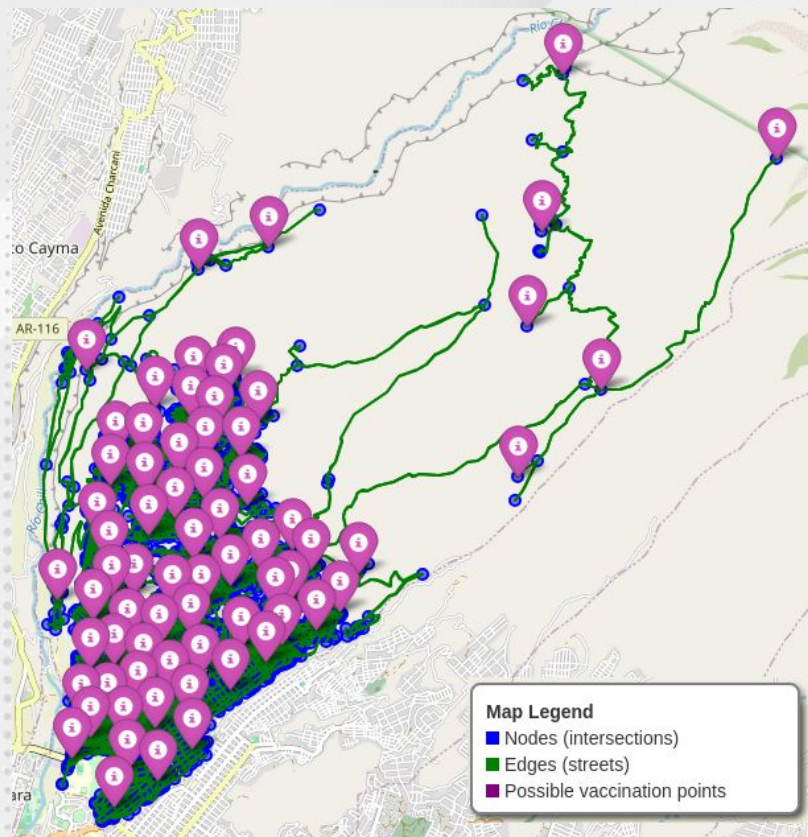 Río Ch
Avenida Charcani
to Cayma
AR-116
Río Chili
ara
Map Legend
Nodes (intersections)
Edges (streets)
Possible vaccination points